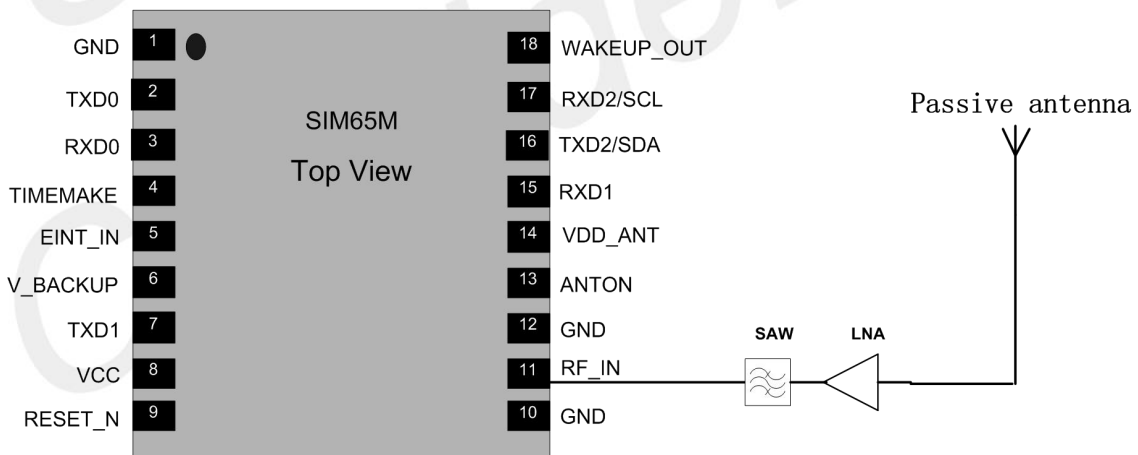 GND 1
TXD0 2
RXD0 3
TIMEMAKE 4
EINT_IN 5
V_BACKUP 6
TXD1 7
VCC 8
RESET_N 9
SIM65M
Top View
18 WAKEUP_OUT
17 RXD2/SCL
16 TXD2/SDA
15 RXD1
14 VDD_ANT
13 ANTON
12 GND
11 RF_IN
10 GND
SAW
LNA
Passive antenna